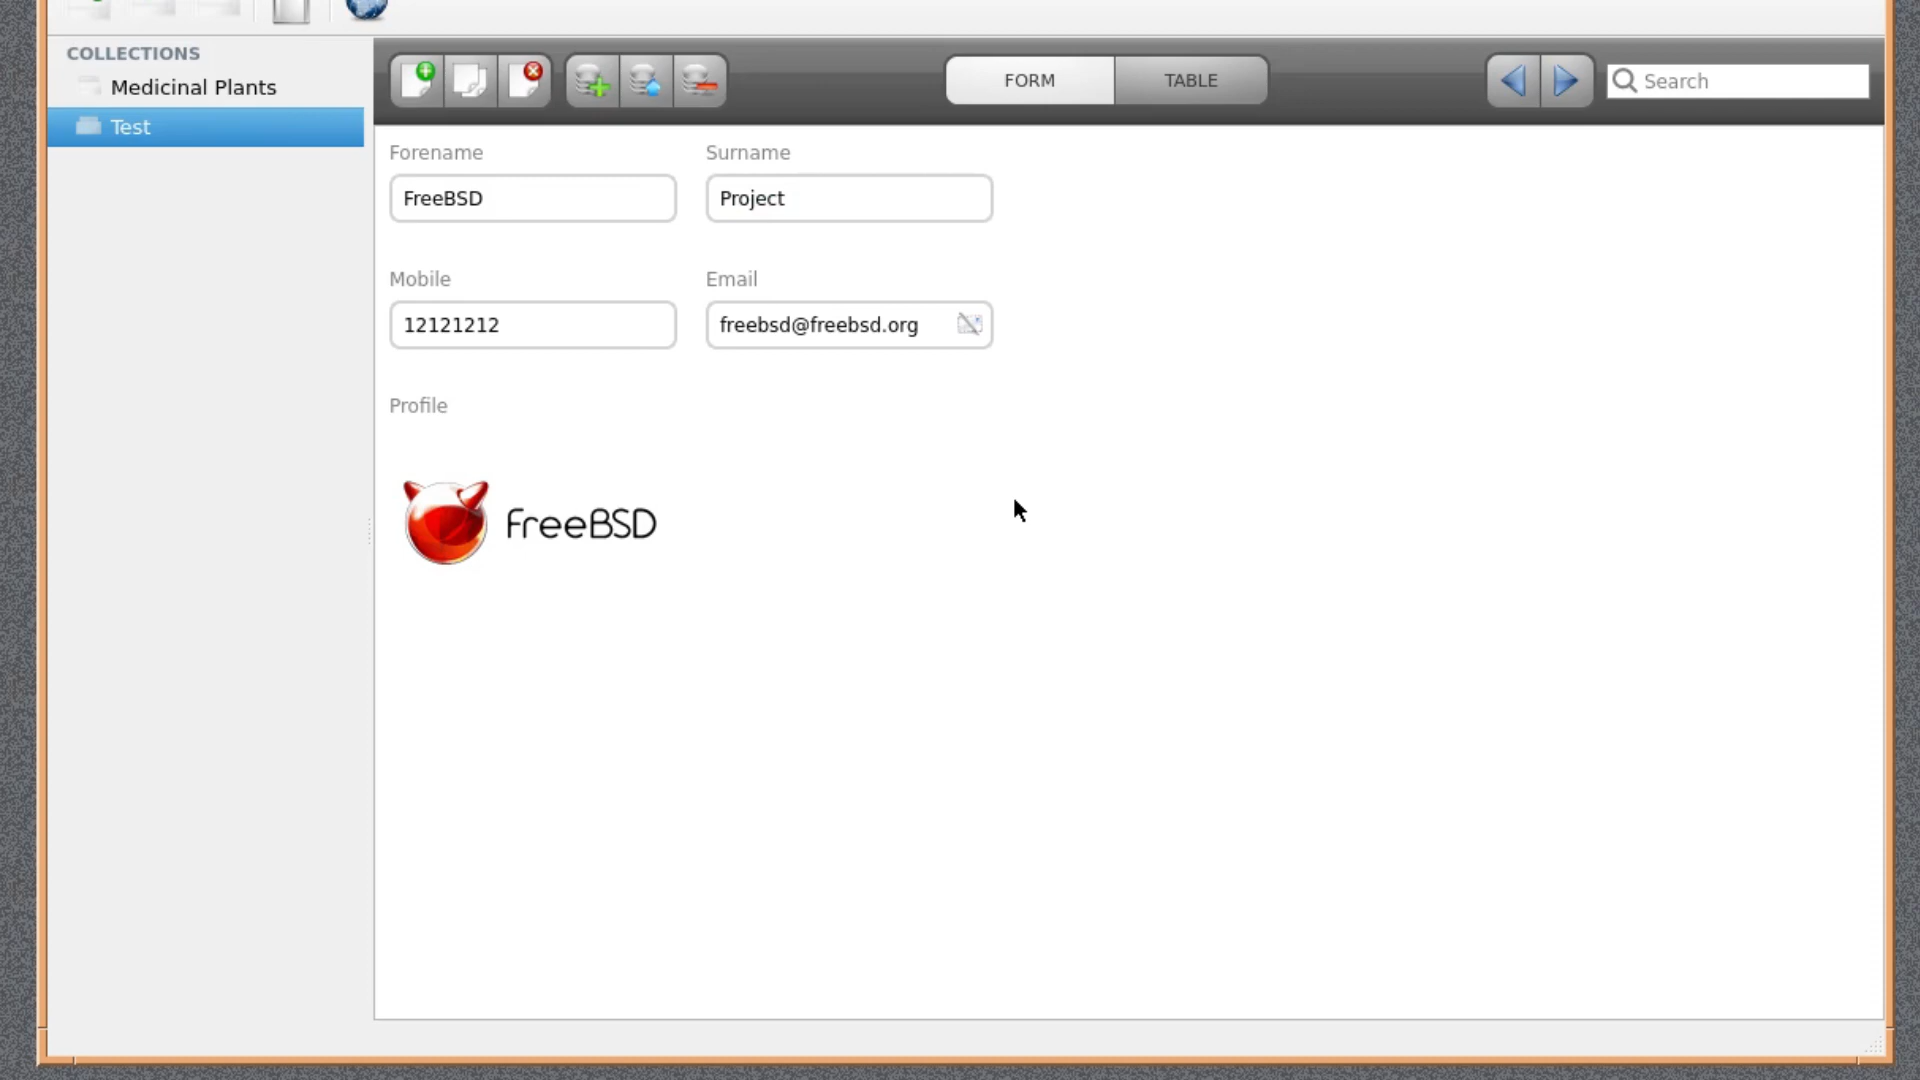 COLLECTIONS
Medicinal Plants
Test
FORM
TABLE
Search
Forename
Surname
FreeBSD
Project
Mobile
Email
12121212
freebsd@freebsd.org
Profile
FreeBSD